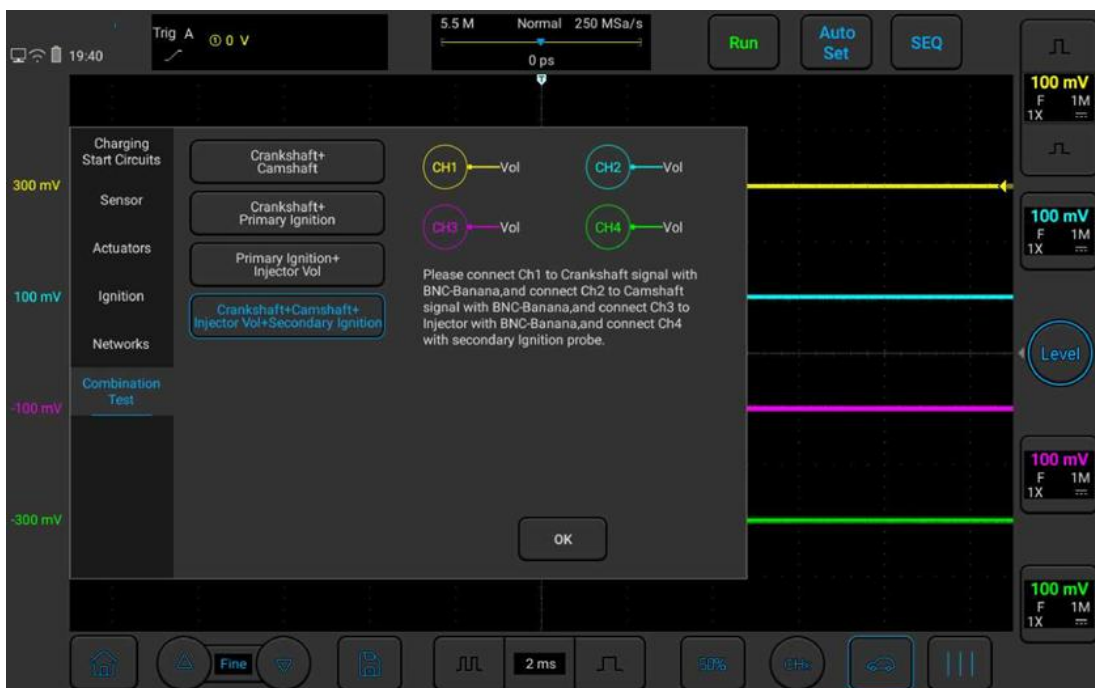 19:40
Trig A ① 0 V
5.5 M Normal 250 MSa/s
0 ps
Run
Auto
Set
SEQ
T
100 mV
F 1M
1X
300 mV
100 mV
-100 mV
-300 mV
Charging
Start Circuits
Sensor
Actuators
Ignition
Networks
Combination
Test
Crankshaft+
Camshaft
Crankshaft+
Primary Ignition
Primary Ignition+
Injector Vol
Crankshaft+Camshaft+
Injector Vol+Secondary Ignition
CH1 Vol
CH2 Vol
CH3 Vol
CH4 Vol
Please connect Ch1 to Crankshaft signal with
BNC-Banana,and connect Ch2 to Camshaft
signal with BNC-Banana,and connect Ch3 to
Injector with BNC-Banana,and connect Ch4
with secondary Ignition probe.
OK
100 mV
F 1M
1X
Level
100 mV
F 1M
1X
100 mV
F 1M
1X
Fine
2 ms
50%